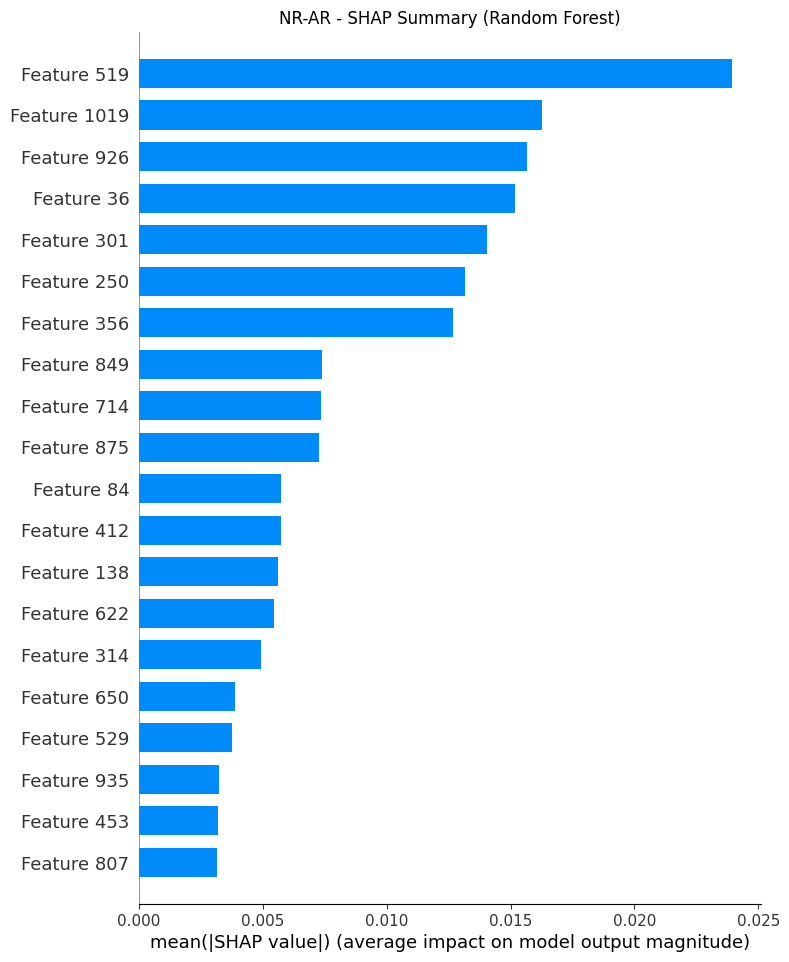 NR-AR - SHAP Summary (Random Forest)
Feature 519
Feature 1019
Feature 926
Feature 36
Feature 301
Feature 250
Feature 356
Feature 849
Feature 714
Feature 875
Feature 84
Feature 412
Feature 138
Feature 622
Feature 314
Feature 650
Feature 529
Feature 935
Feature 453
Feature 807
0.000 0.005 0.010 0.015 0.020 0.025
mean(|SHAP value|) (average impact on model output magnitude)